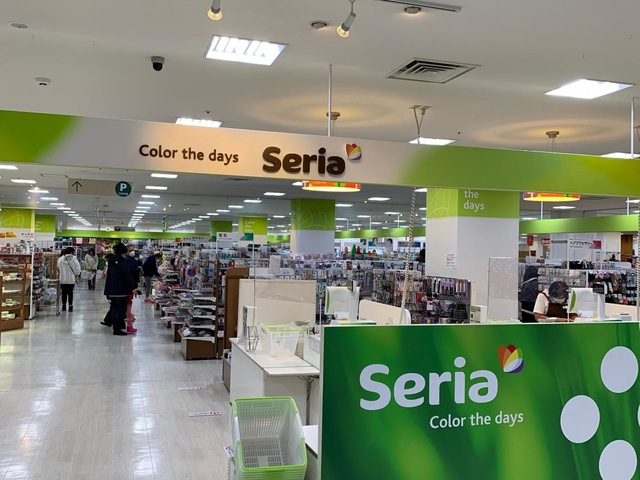 Color the days Seria
the
days
P
Seria
Color the days